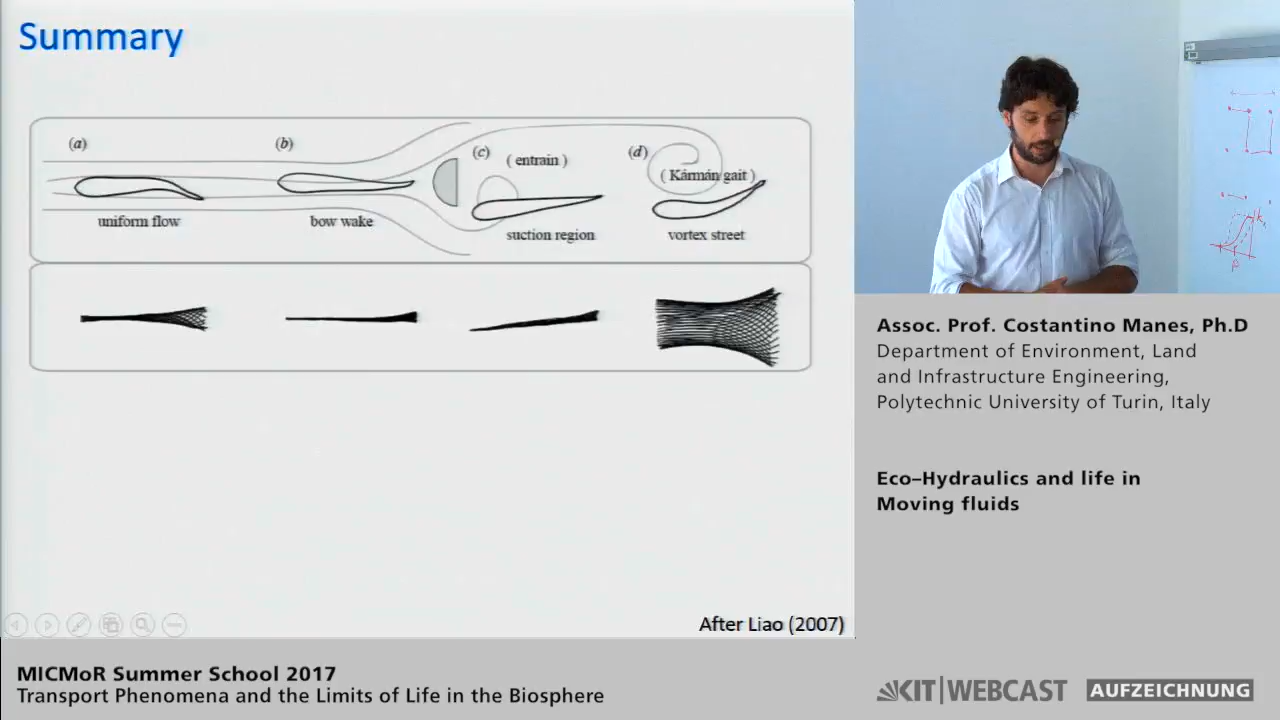 Summary
(a)
(b)
(c)
( entrain )
(d)
( Kármán gait )
uniform flow
bow wake
suction region
vortex street
After Liao (2007)
Assoc. Prof. Costantino Manes, Ph.D
Department of Environment, Land
and Infrastructure Engineering,
Polytechnic University of Turin, Italy
Eco–Hydraulics and life in
Moving fluids
MICMoR Summer School 2017
Transport Phenomena and the Limits of Life in the Biosphere
KIT|WEBCAST
AUFZEICHNUNG